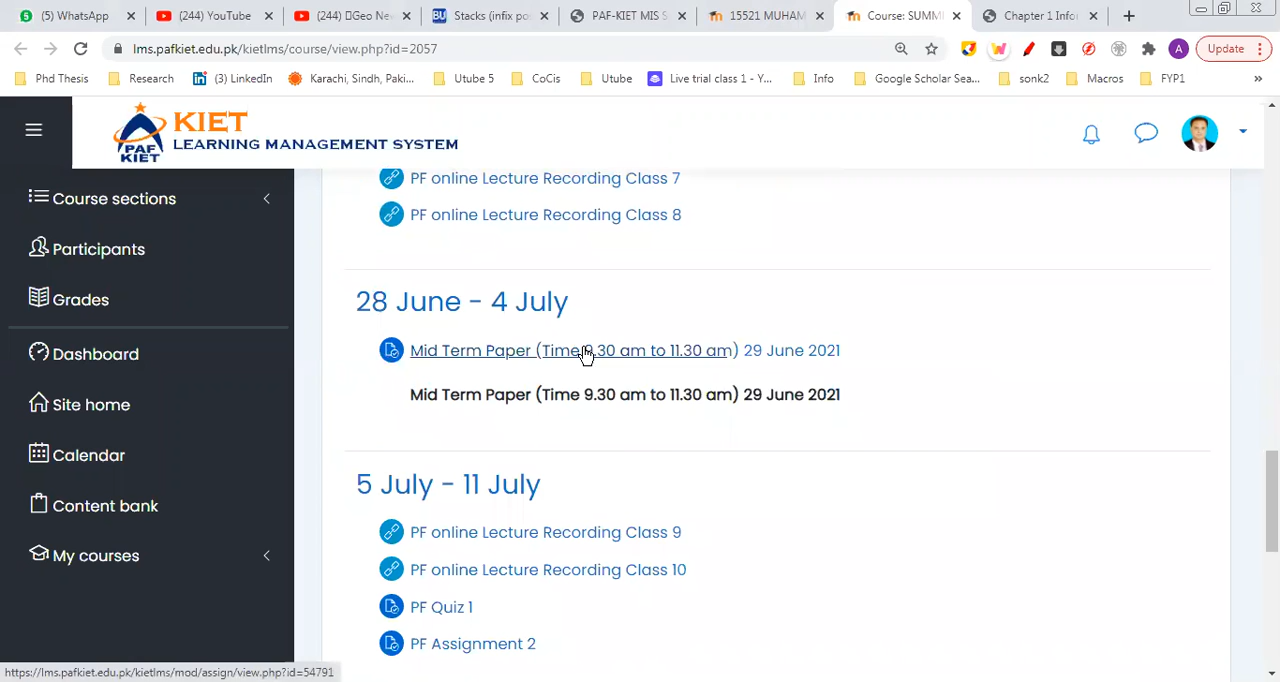 (5) WhatsApp
(244) YouTube
(244) Geo Ne
Stacks (infix po
PAF-KIET MIS S
15521 MUHAM
Course: SUMM
Chapter 1 Info
lms.pafkiet.edu.pk/kietlms/course/view.php?id=2057
A
Update
Phd Thesis
Research
(3) LinkedIn
Karachi, Sindh, Paki...
Utube 5
CoCis
Utube
Live trial class 1 - Y...
Info
Google Scholar Sea...
sonk2
Macros
FYP1
»
PAF
KIET
KIET
LEARNING MANAGEMENT SYSTEM
Course sections
Participants
Grades
Dashboard
Site home
Calendar
Content bank
My courses
PF online Lecture Recording Class 7
PF online Lecture Recording Class 8
28 June - 4 July
Mid Term Paper (Time 9.30 am to 11.30 am) 29 June 2021
Mid Term Paper (Time 9.30 am to 11.30 am) 29 June 2021
5 July - 11 July
PF online Lecture Recording Class 9
PF online Lecture Recording Class 10
PF Quiz 1
PF Assignment 2
https://lms.pafkiet.edu.pk/kietlms/mod/assign/view.php?id=54791